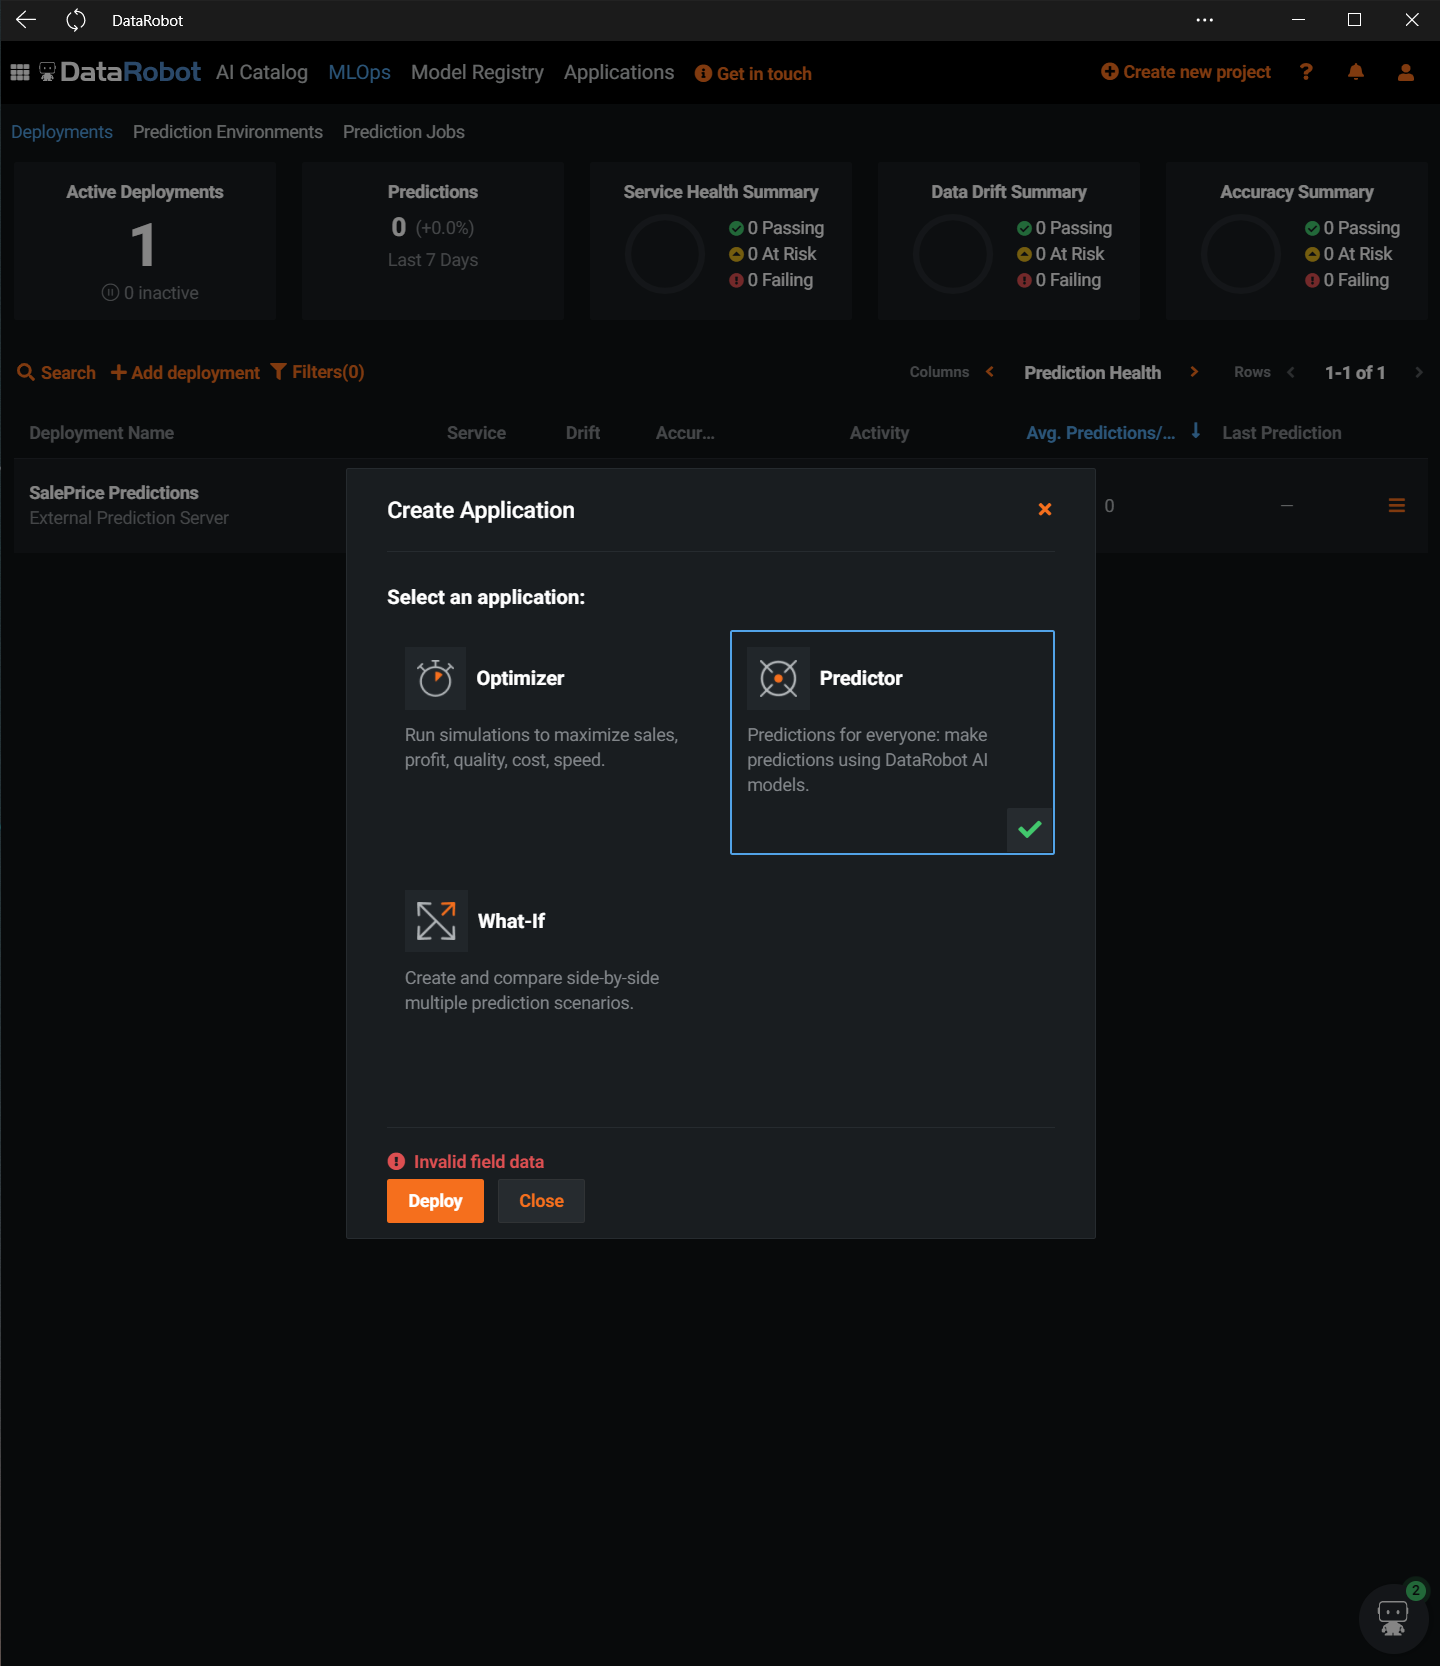 DataRobot
DataRobot AI Catalog MLOps Model Registry Applications Get in touch Create new project ?
Deployments Prediction Environments Prediction Jobs
Active Deployments
1
0 inactive
Predictions
0 (+0.0%)
Last 7 Days
Service Health Summary
0 Passing
0 At Risk
0 Failing
Data Drift Summary
0 Passing
0 At Risk
0 Failing
Accuracy Summary
0 Passing
0 At Risk
0 Failing
Search + Add deployment Filters(0) Columns < Prediction Health > Rows < 1-1 of 1 >
Deployment Name Service Drift Accur... Activity Avg. Predictions/... ↓ Last Prediction
SalePrice Predictions
External Prediction Server
0 —
Create Application
Select an application:
Optimizer
Run simulations to maximize sales,
profit, quality, cost, speed.
Predictor
Predictions for everyone: make
predictions using DataRobot AI
models.
What-If
Create and compare side-by-side
multiple prediction scenarios.
Invalid field data
Deploy Close
2